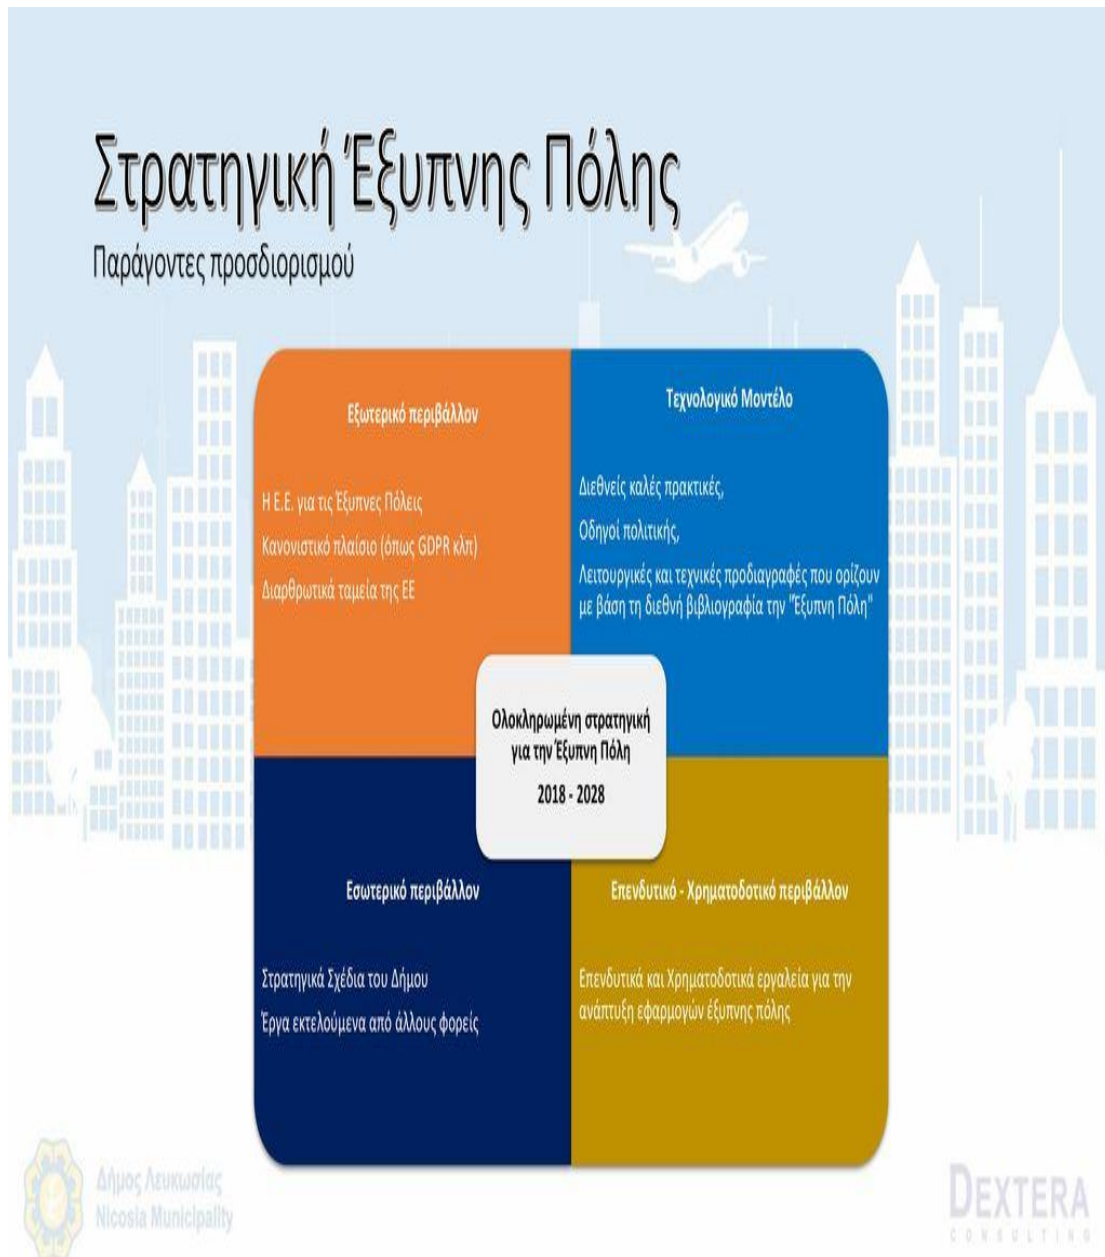 Στρατηγική Έξυπνης Πόλης
Παράγοντες προσδιορισμού
Εξωτερικό περιβάλλον
Η Ε.Ε. για τις Έξυπνες Πόλεις
Κανονιστικό πλαίσιο (όπως GDPR κλπ)
Διαρθρωτικά ταμεία της ΕΕ
Τεχνολογικό Μοντέλο
Διεθνείς καλές πρακτικές,
Οδηγοί πολιτικής,
Λειτουργικές και τεχνικές προδιαγραφές που ορίζουν
με βάση τη διεθνή βιβλιογραφία την "Έξυπνη Πόλη"
Ολοκληρωμένη στρατηγική
για την Έξυπνη Πόλη
2018 - 2028
Εσωτερικό περιβάλλον
Στρατηγικά Σχέδια του Δήμου
Έργα εκτελούμενα από άλλους φορείς
Επενδυτικό - Χρηματοδοτικό περιβάλλον
Επενδυτικά και Χρηματοδοτικά εργαλεία για την
ανάπτυξη εφαρμογών έξυπνης πόλης
Δήμος Λευκωσίας
Nicosia Municipality
DEXTERA
CONSULTING